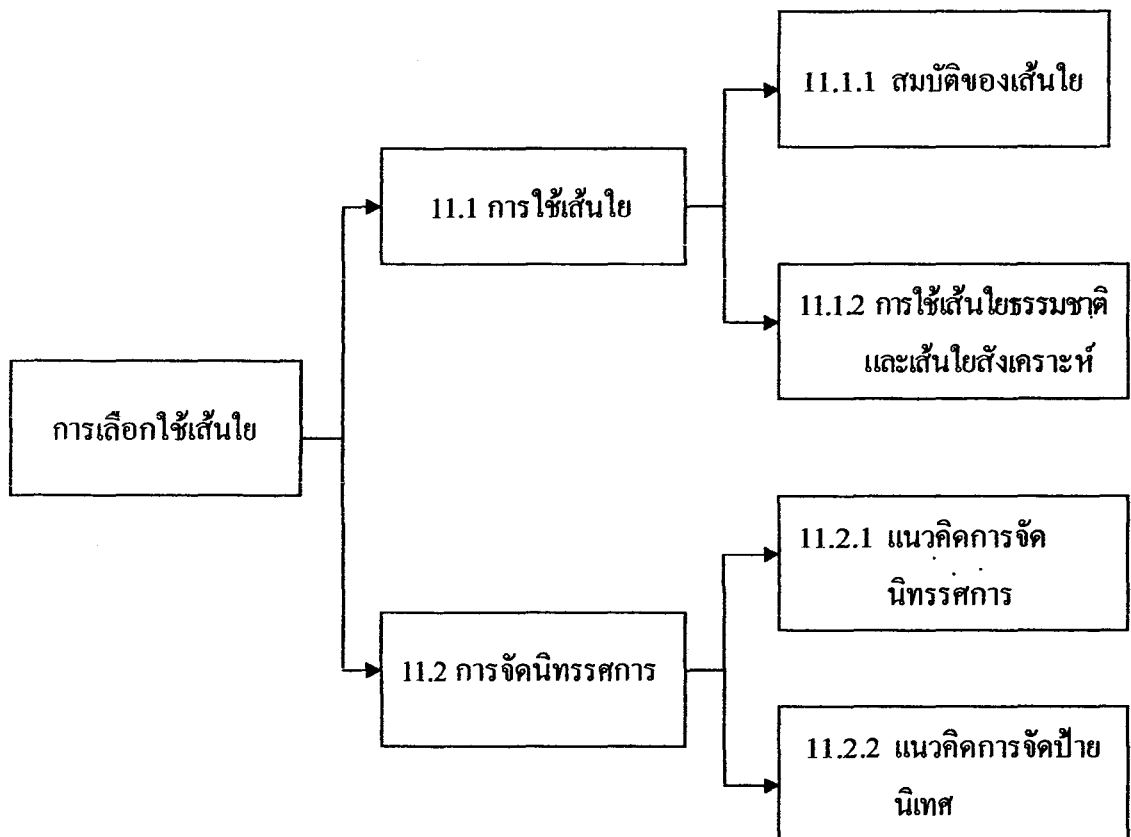 11.1.1 สมบัติของเส้นใย
11.1 การใช้เส้นใย
11.1.2 การใช้เส้นใยธรรมชาติ
และเส้นใยสังเคราะห์
การเลือกใช้เส้นใย
11.2.1 แนวคิดการจัด
นิทรรศการ
11.2 การจัดนิทรรศการ
11.2.2 แนวคิดการจัดป้าย
นิเทศ